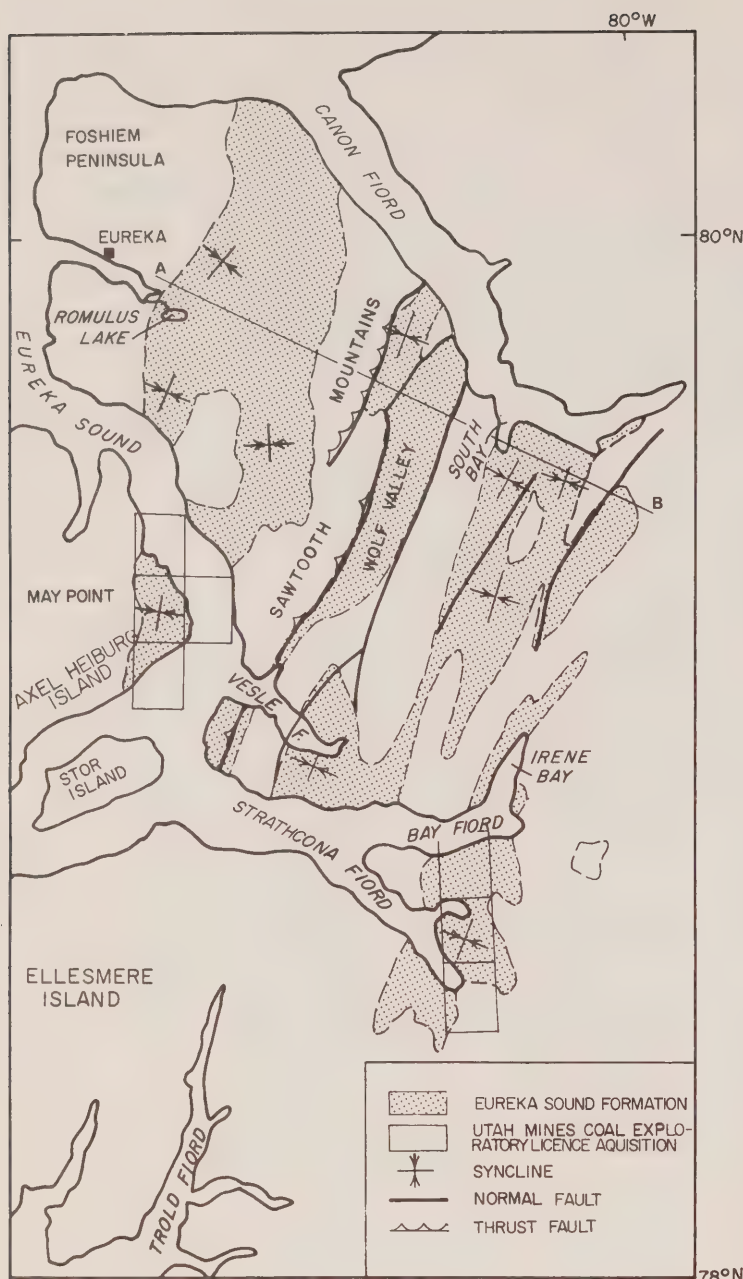 80°W
CANON FIORD
FOSHIEM
PENINSULA
EUREKA
80°N
A
ROMULUS
LAKE
MOUNTAINS
EUREKA SOUND
SOUTH
BAY
WOLF VALLEY
B
SAWTOOTH
MAY POINT
AXEL HEIBURG
ISLAND
VESLE F
STOR
ISLAND
IRENE
BAY
STRATHCONA FIORD
BAY FIORD
ELLESMERE
ISLAND
TROLD FIORD
EUREKA SOUND FORMATION
UTAH MINES COAL EXPLO-
RATORY LICENCE AQUISITION
SYNCLINE
NORMAL FAULT
THRUST FAULT
78°N